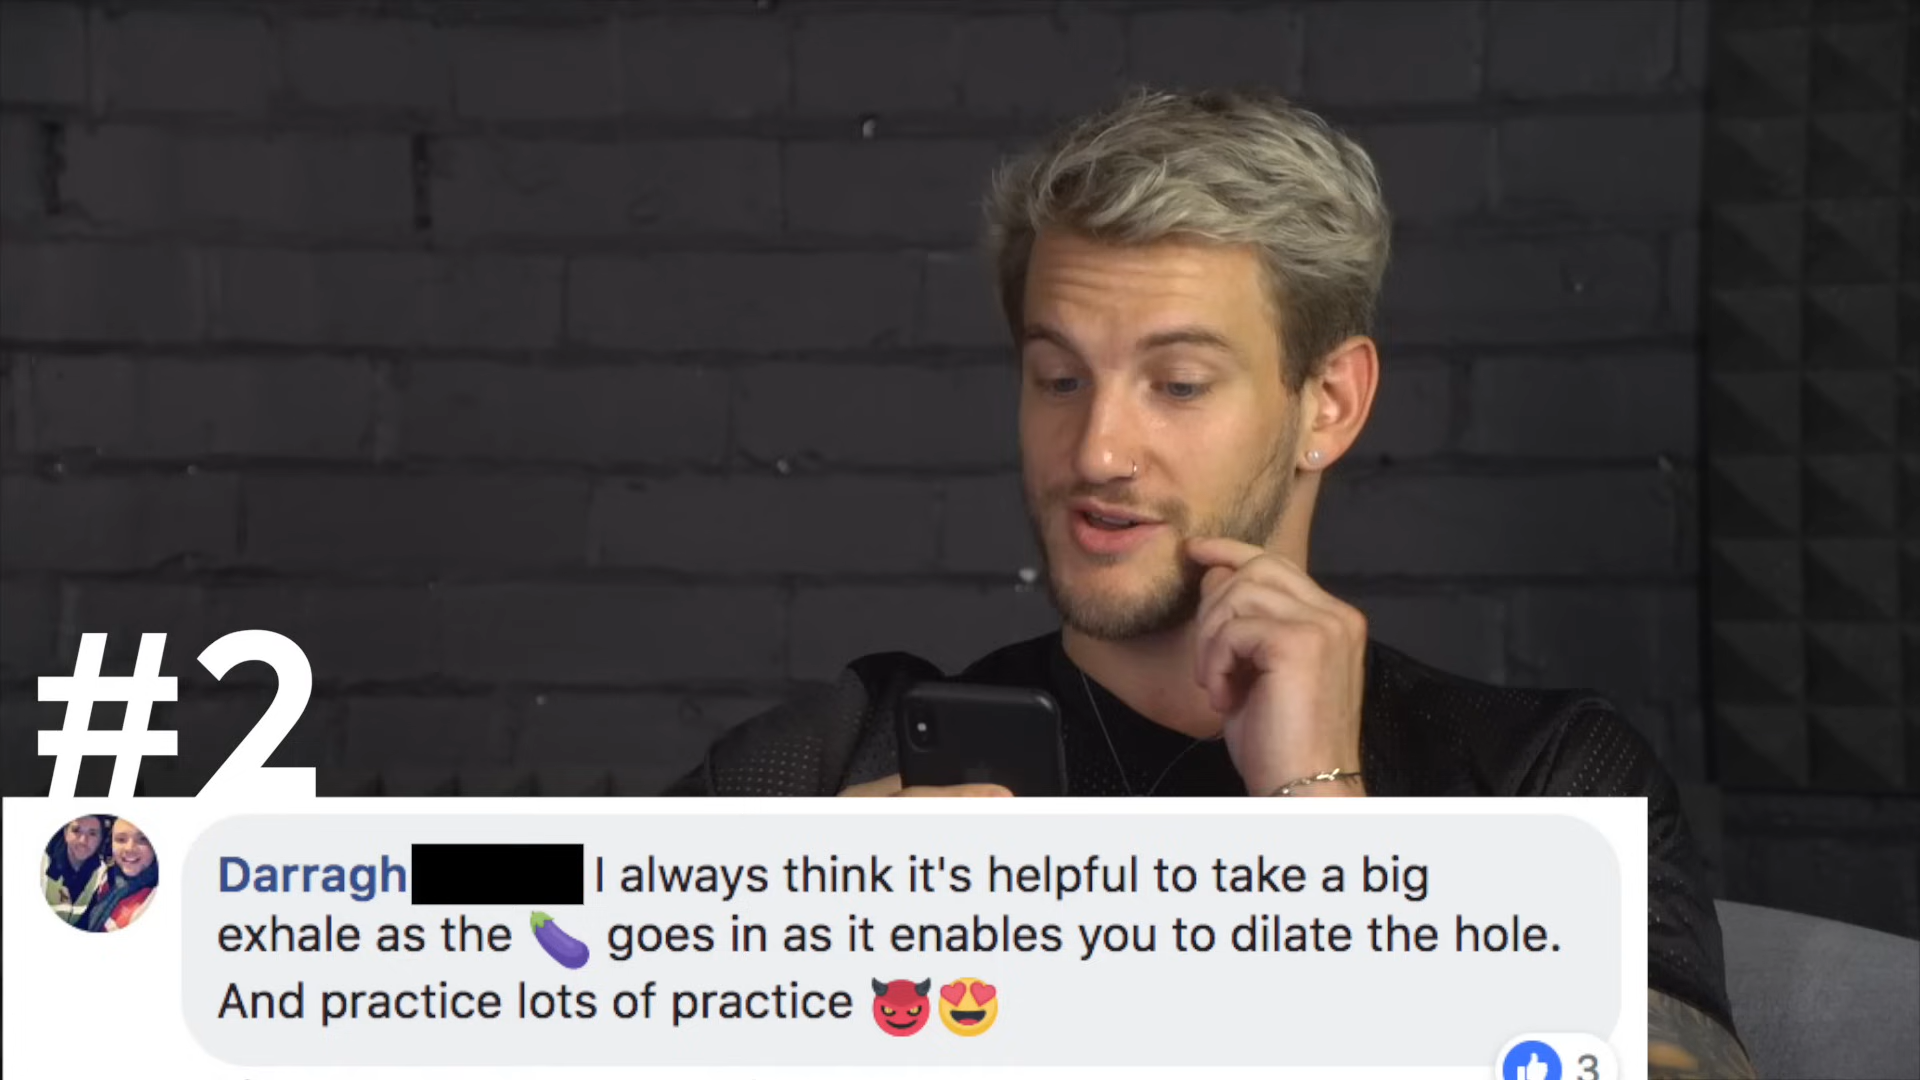 #2
Darragh I always think it's helpful to take a big
exhale as the 🍆 goes in as it enables you to dilate the hole.
And practice lots of practice 👿😍
3